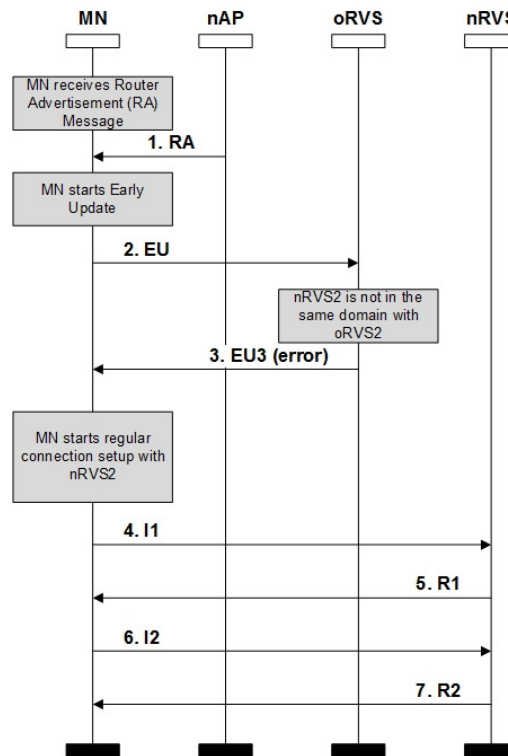 MN nAP oRVS nRVS
MN receives Router
Advertisement (RA)
Message
1. RA
MN starts Early
Update
2. EU
nRVS2 is not in the
same domain with
oRVS2
3. EU3 (error)
MN starts regular
connection setup with
nRVS2
4. I1
5. R1
6. I2
7. R2